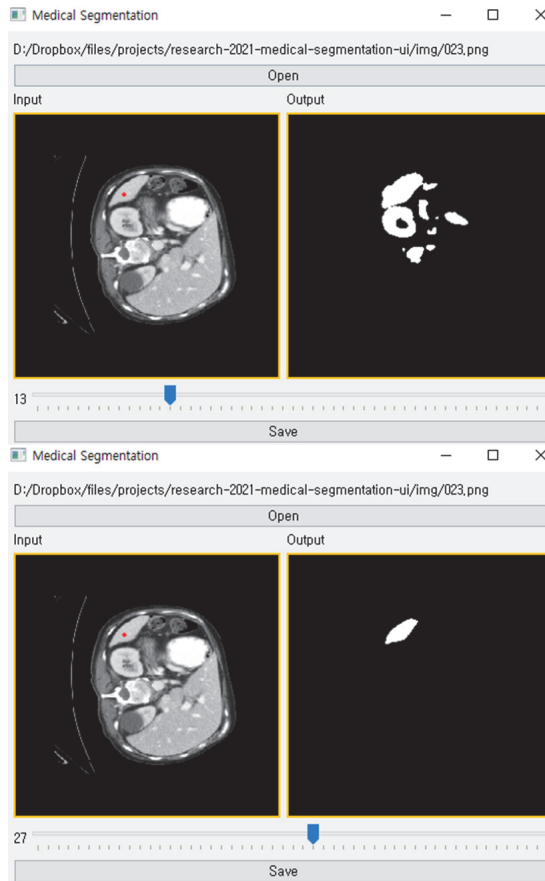 Medical Segmentation
D:/Dropbox/files/projects/research-2021-medical-segmentation-ui/img/023.png
Open
Input Output
13
Save
Medical Segmentation
D:/Dropbox/files/projects/research-2021-medical-segmentation-ui/img/023.png
Open
Input Output
27
Save